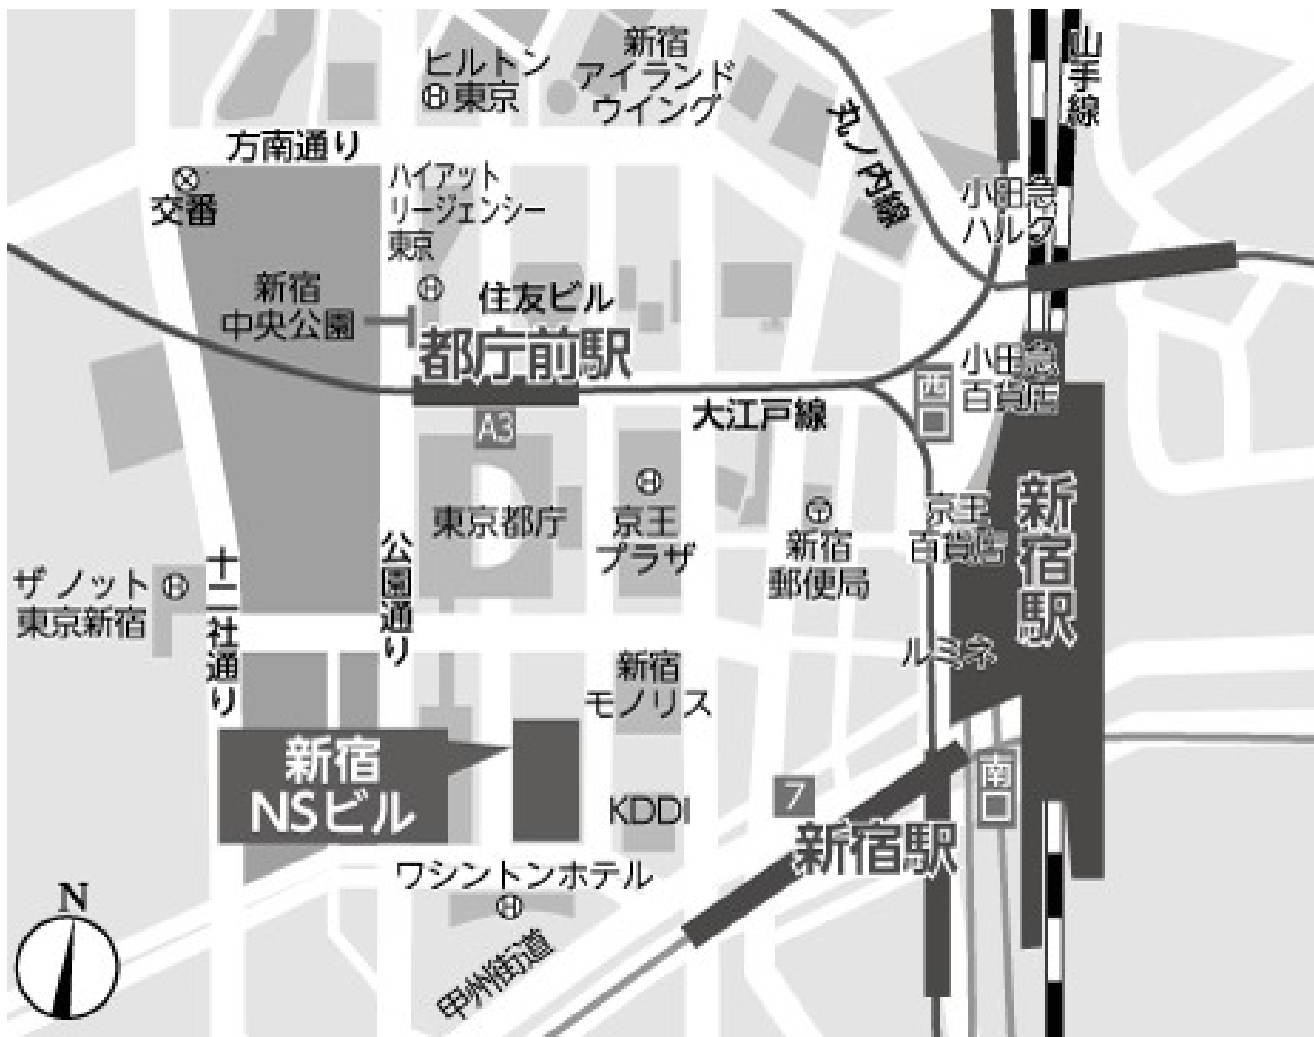 ヒルトン
東京
新宿
アイランド
ウイング
山手線
丸ノ内線
方南通り
交番
ハイアット
リージェンシー
東京
小田急
ハルク
新宿
中央公園
住友ビル
都庁前駅
小田急
百貨店
西
口
A3
大江戸線
東京都庁
京王
プラザ
新宿
郵便局
京王
百貨店
新宿駅
ザ ノット
東京新宿
十二社通り
公園通り
ルミネ
新宿
モノリス
新宿
NSビル
KDDI
7
新宿駅
南
口
ワシントンホテル
甲州街道
N